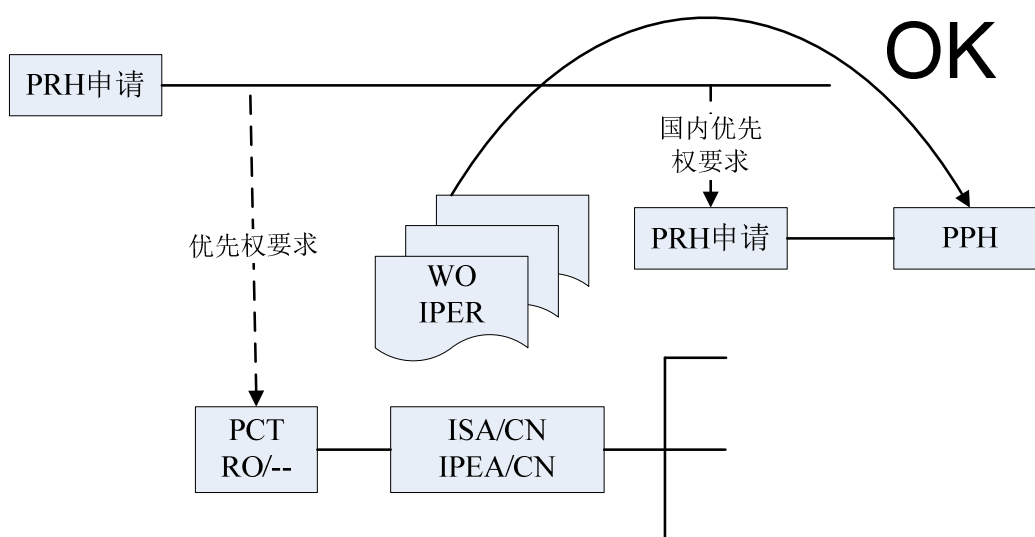 OK
PRH申请
国内优先
权要求
优先权要求
WO
IPER
PRH申请
PPH
PCT
RO/--
ISA/CN
IPEA/CN